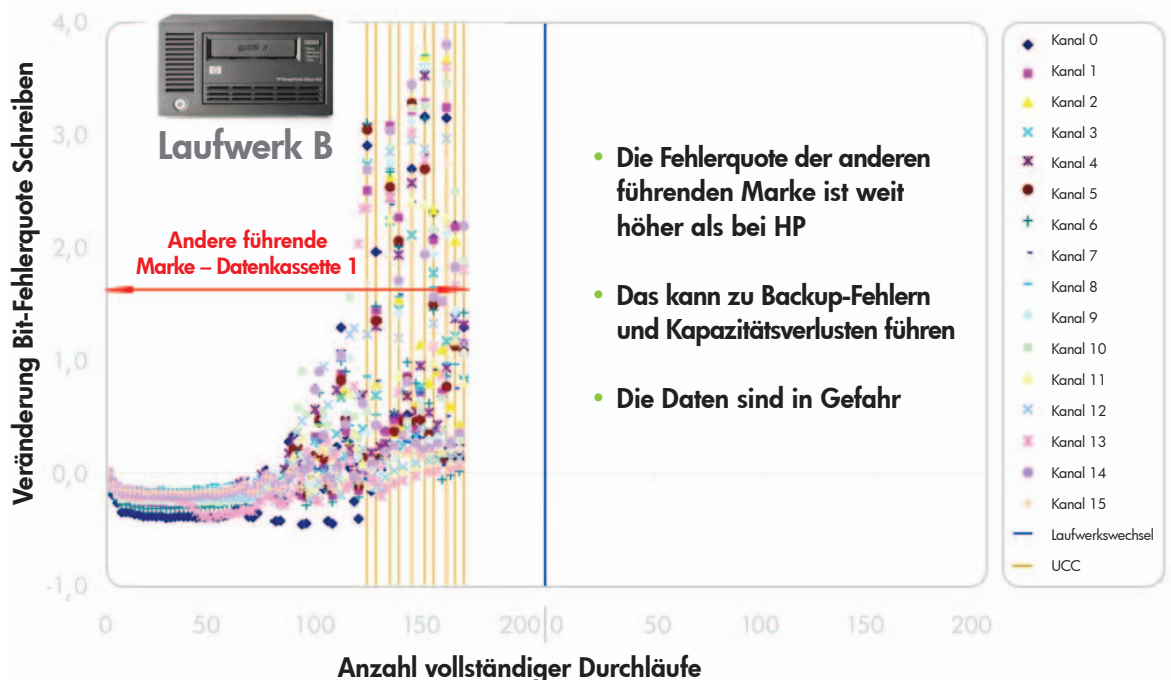 4,0
3,0
2,0
1,0
0,0
-1,0
Veränderung Bit-Fehlerquote Schreiben
hp
Laufwerk B
Andere führende
Marke – Datenkassette 1
• Die Fehlerquote der anderen
führenden Marke ist weit
höher als bei HP
• Das kann zu Backup-Fehlern
und Kapazitätsverlusten führen
• Die Daten sind in Gefahr
0 50 100 150 200|0 50 100 150 200
Anzahl vollständiger Durchläufe
Kanal 0
Kanal 1
Kanal 2
Kanal 3
Kanal 4
Kanal 5
Kanal 6
Kanal 7
Kanal 8
Kanal 9
Kanal 10
Kanal 11
Kanal 12
Kanal 13
Kanal 14
Kanal 15
Laufwerkswechsel
UCC